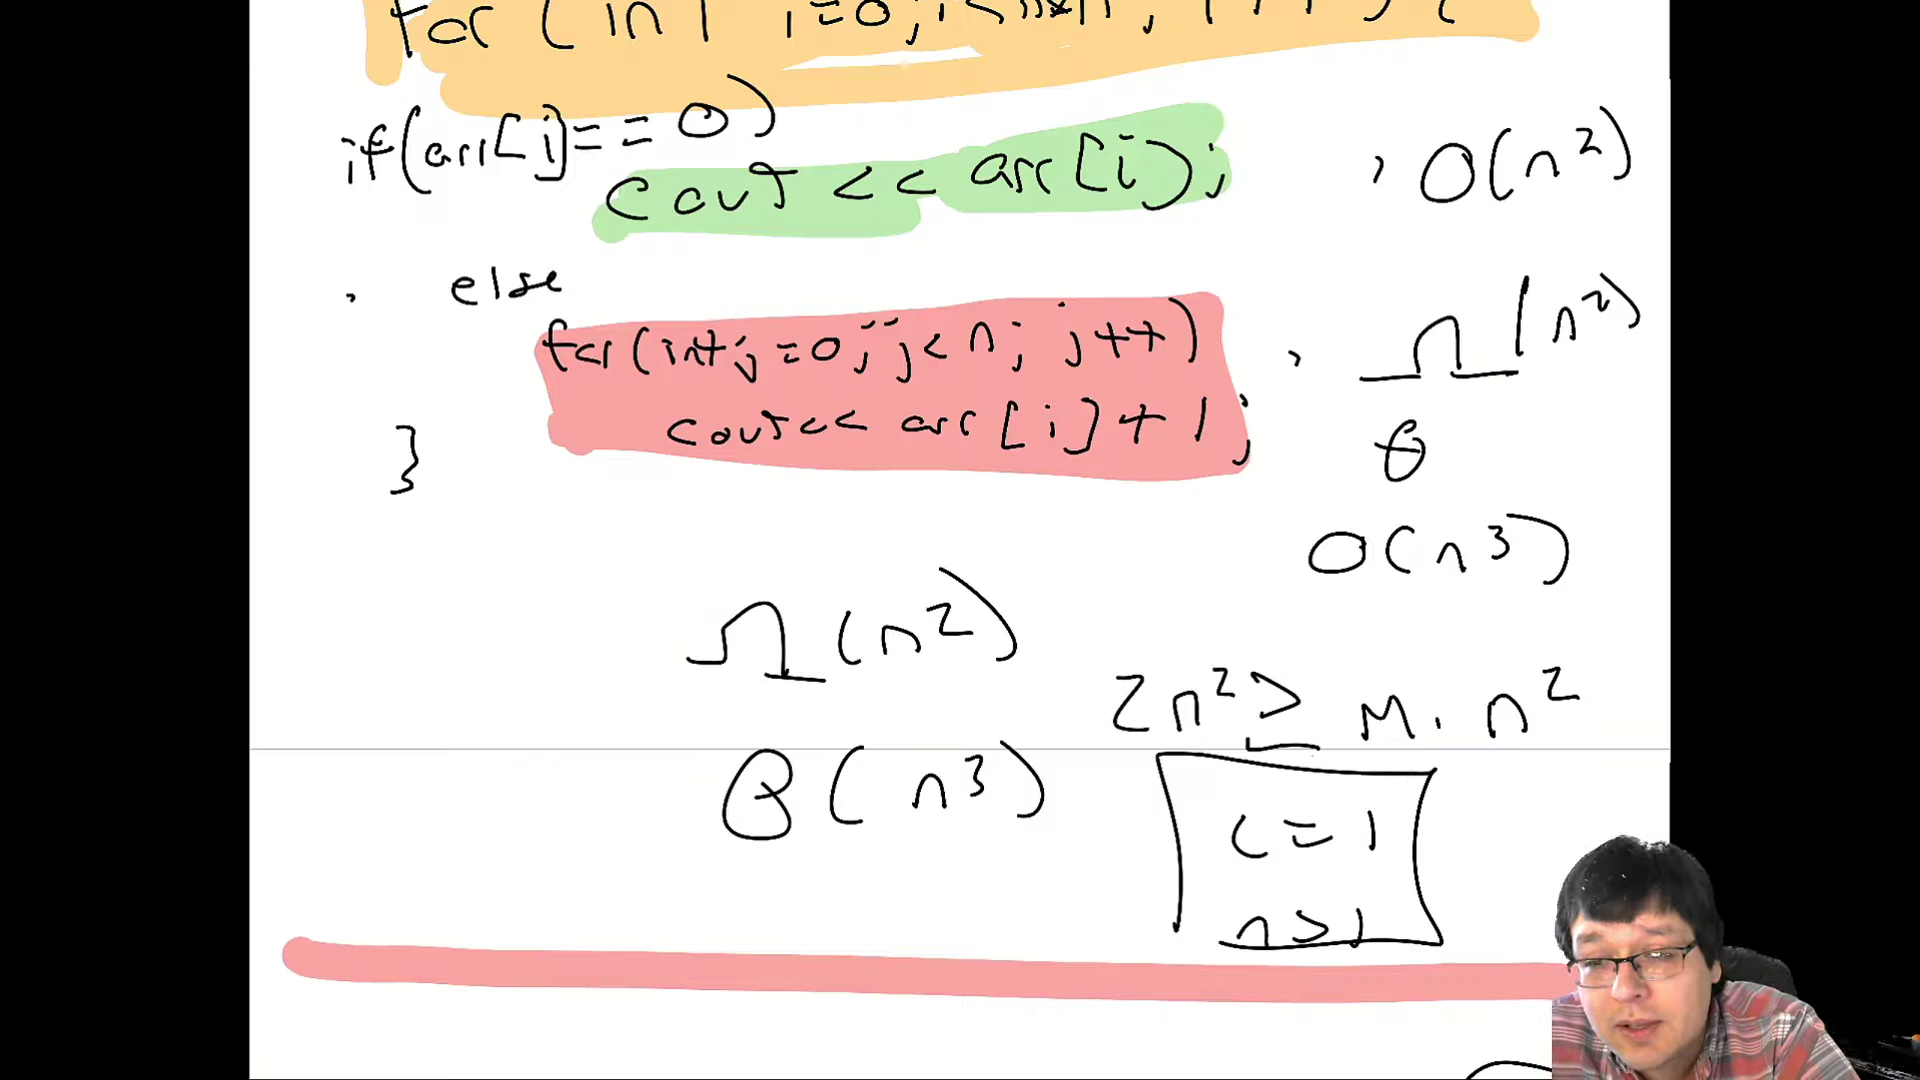 for (int i=0; i<n*n; i++) {
if(arr[i]==0)
cout << arr[i];
, O(n²)
. else
for(int j=0; j<n; j++)
cout<< arr[i]+1;
, Ω(n²)
θ
}
O(n³)
Ω(n²)
2n² ≥ M. n²
θ(n³)
c=1
n>1